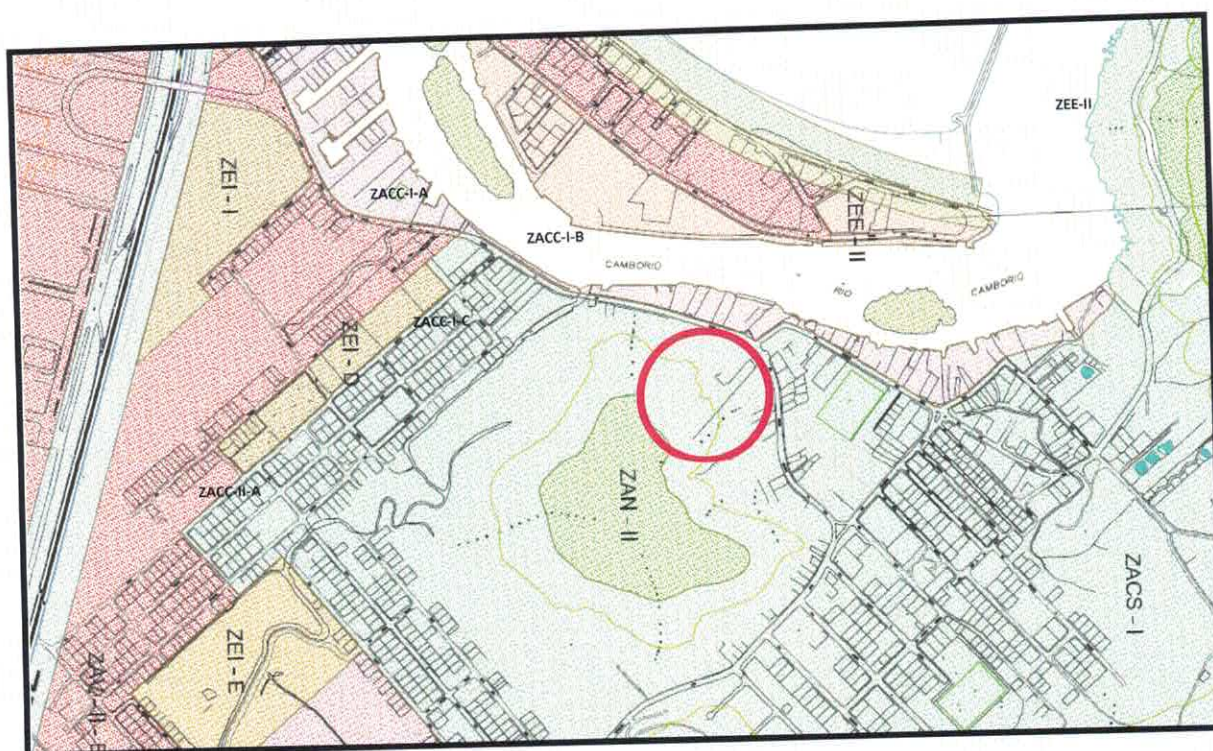 ZEE-II
ZEI - I
ZACC-I-A
ZACC-I-B
ZEE - II
CAMBORIO
RIO
CAMBORIO
ZACC-I-C
ZEI - D
ZACC-II-A
ZAN - II
ZACS - I
ZEI - E